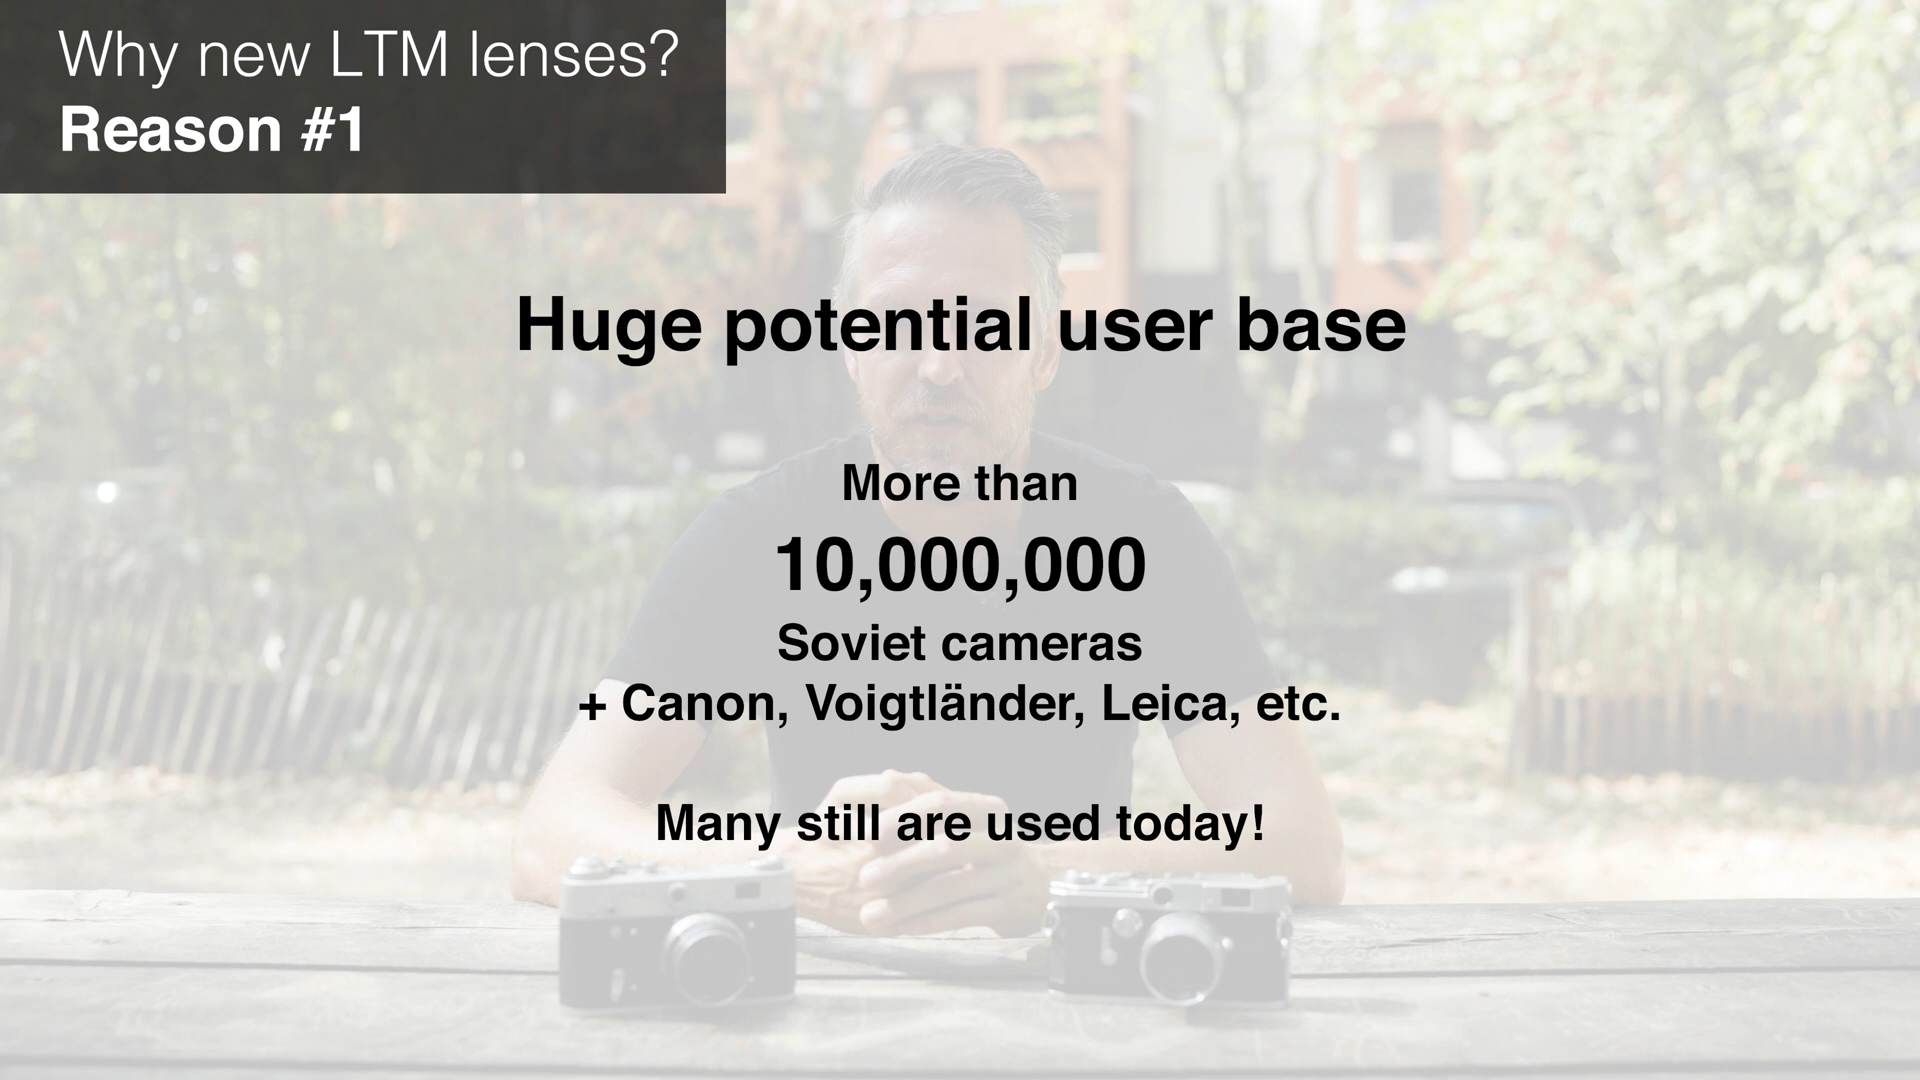 Why new LTM lenses?
Reason #1
Huge potential user base
More than
10,000,000
Soviet cameras
+ Canon, Voigtländer, Leica, etc.
Many still are used today!